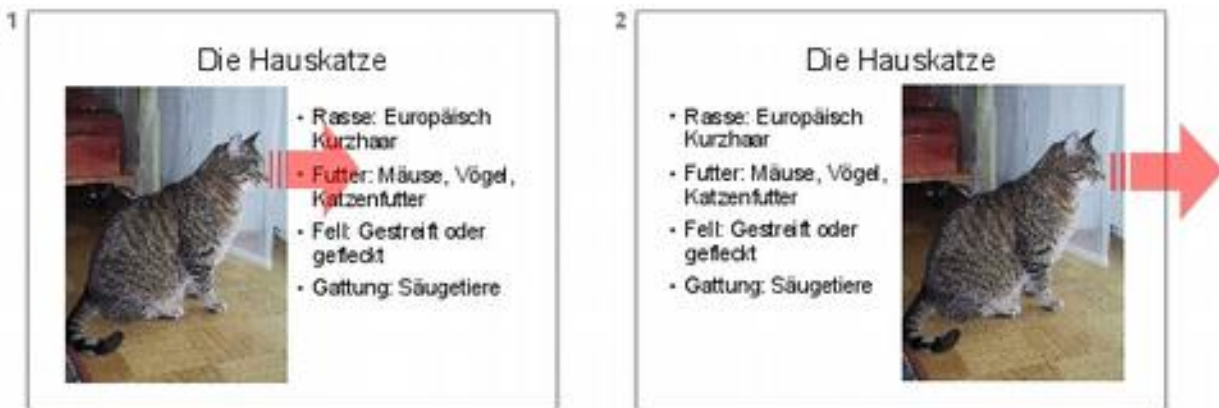 1
Die Hauskatze
• Rasse: Europäisch
Kurzhaar
• Futter: Mäuse, Vögel,
Katzenfutter
• Fell: Gestreift oder
gefleckt
• Gattung: Säugetiere
2
Die Hauskatze
• Rasse: Europäisch
Kurzhaar
• Futter: Mäuse, Vögel,
Katzenfutter
• Fell: Gestreift oder
gefleckt
• Gattung: Säugetiere